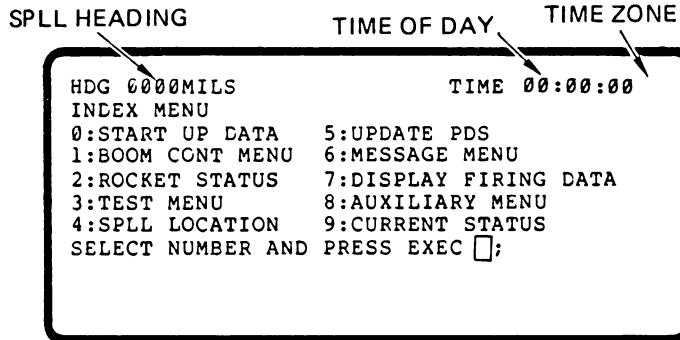 SPLL HEADING TIME OF DAY TIME ZONE
HDG 0000MILS TIME 00:00:00
INDEX MENU
0:START UP DATA 5:UPDATE PDS
1:BOOM CONT MENU 6:MESSAGE MENU
2:ROCKET STATUS 7:DISPLAY FIRING DATA
3:TEST MENU 8:AUXILIARY MENU
4:SPLL LOCATION 9:CURRENT STATUS
SELECT NUMBER AND PRESS EXEC ;